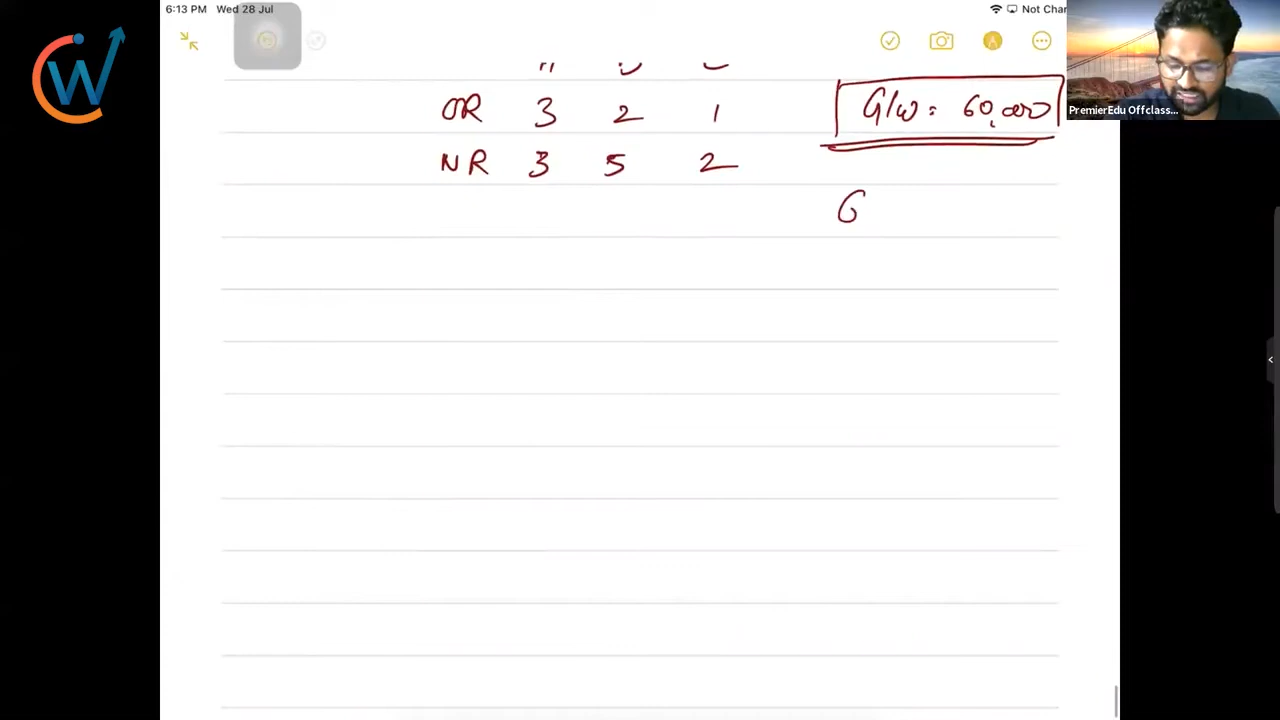 6:13 PM Wed 28 Jul
Not Char
W
PremierEdu Offclass...
OR 3 2 1
G/w = 60,000
NR 3 5 2
G